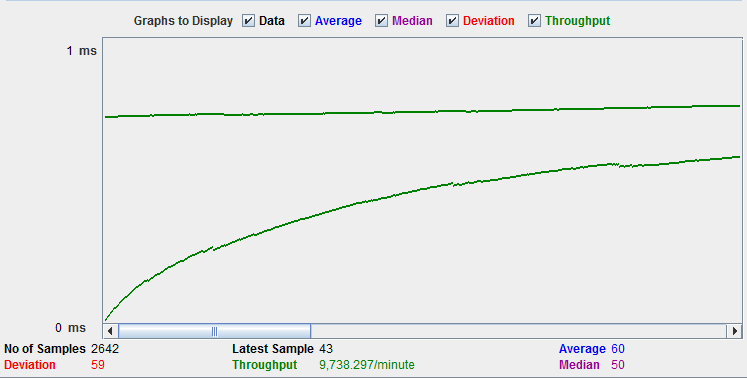 Graphs to Display Data Average Median Deviation Throughput
1 ms
0 ms
No of Samples 2642 Latest Sample 43 Average 60
Deviation 59 Throughput 9,738.297/minute Median 50